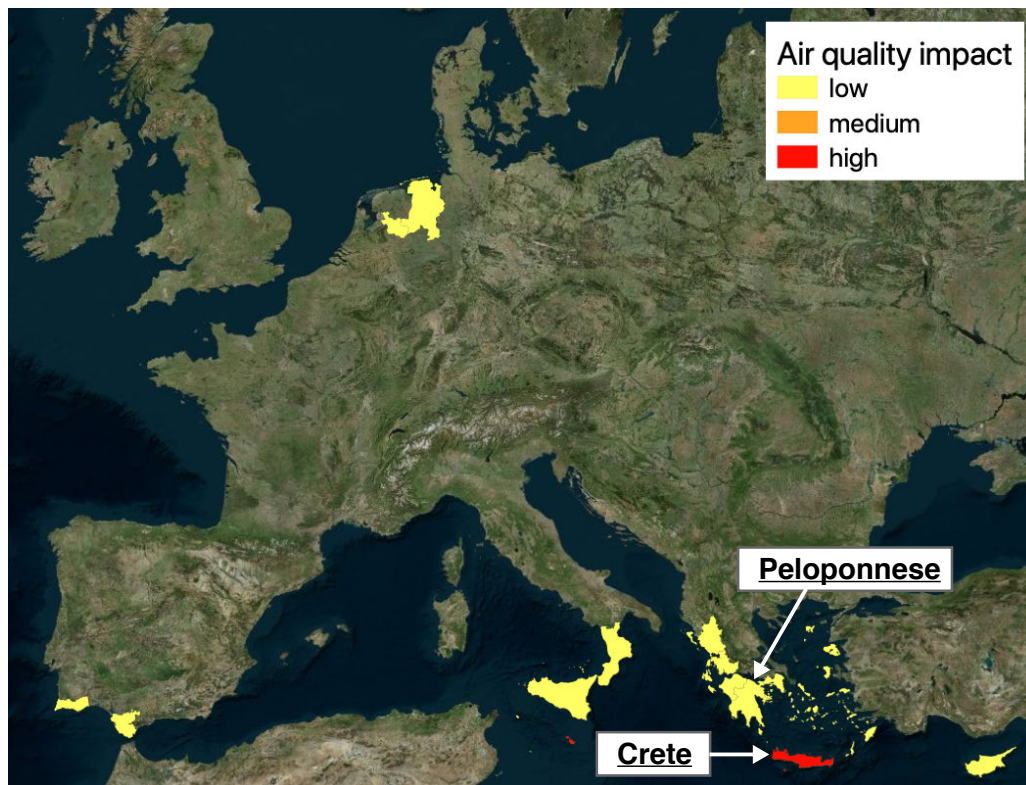 Air quality impact
low
medium
high
Peloponnese
Crete